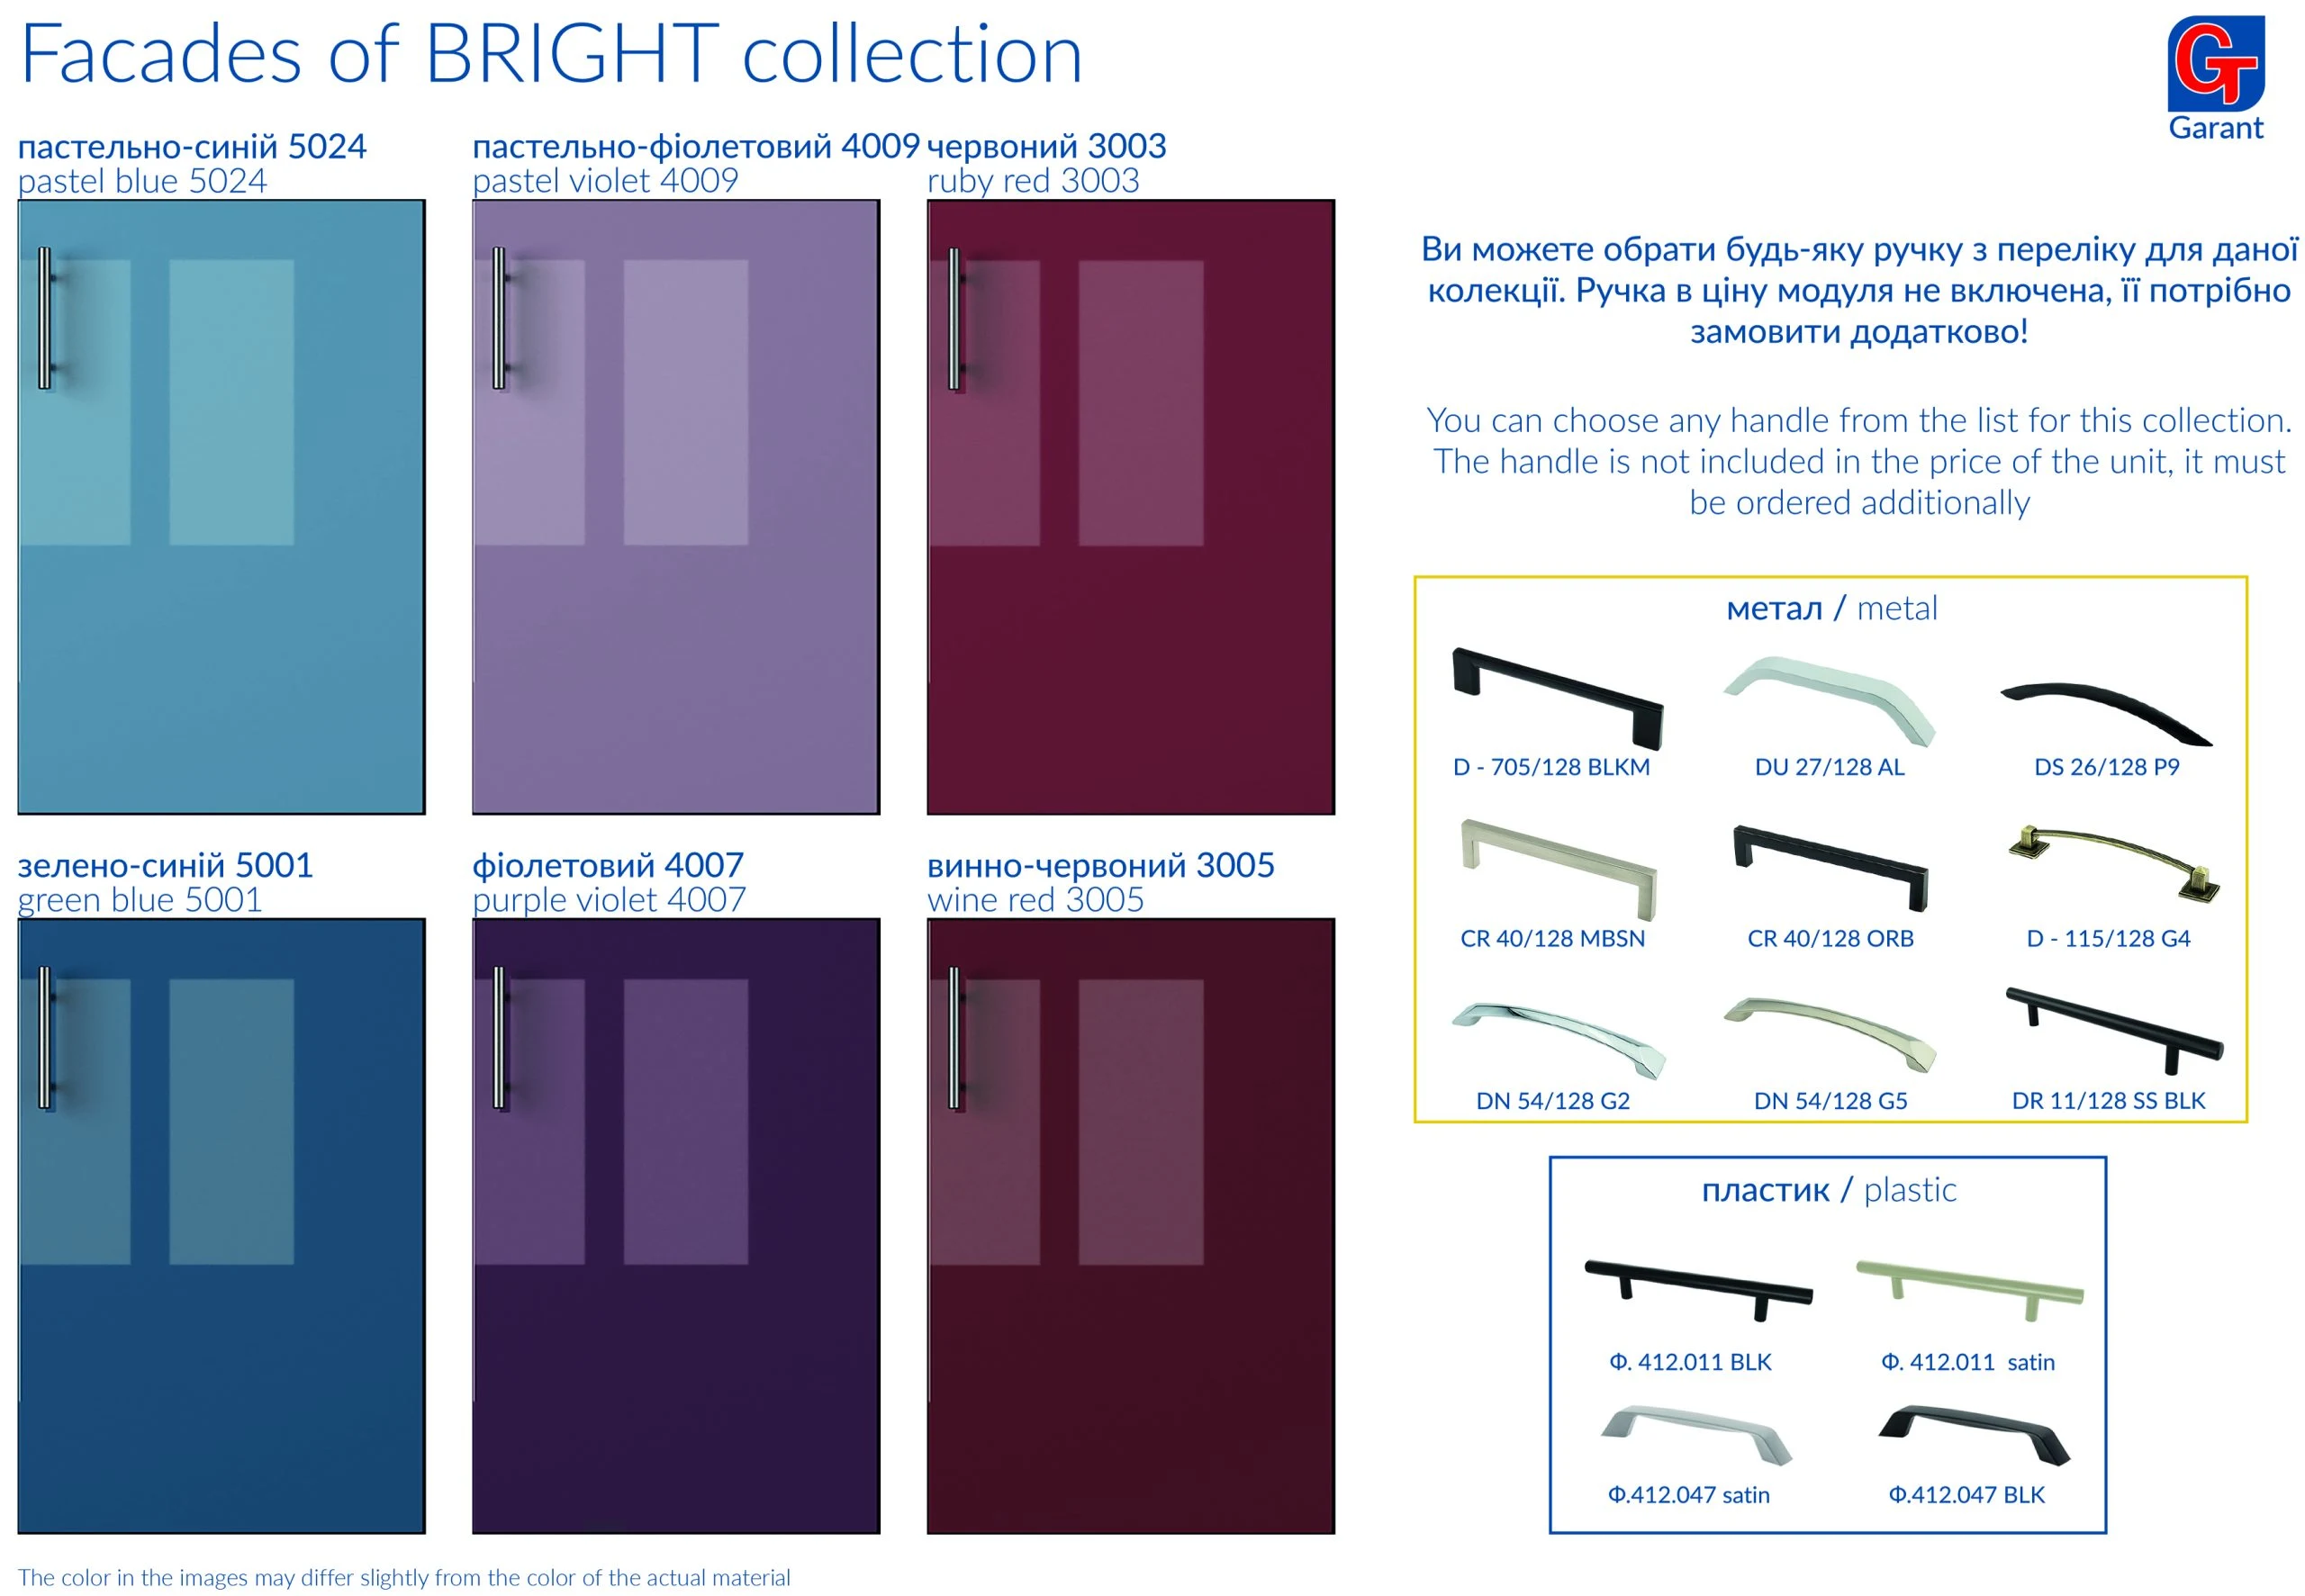 Facades of BRIGHT collection
GT
Garant
пастельно-синій 5024
pastel blue 5024
пастельно-фіолетовий 4009
pastel violet 4009
червоний 3003
ruby red 3003
зелено-синій 5001
green blue 5001
фіолетовий 4007
purple violet 4007
винно-червоний 3005
wine red 3005
Ви можете обрати будь-яку ручку з переліку для даної
колекції. Ручка в ціну модуля не включена, її потрібно
замовити додатково!
You can choose any handle from the list for this collection.
The handle is not included in the price of the unit, it must
be ordered additionally
метал / metal
D - 705/128 BLKM
DU 27/128 AL
DS 26/128 P9
CR 40/128 MBSN
CR 40/128 ORB
D - 115/128 G4
DN 54/128 G2
DN 54/128 G5
DR 11/128 SS BLK
пластик / plastic
Ф. 412.011 BLK
Ф. 412.011 satin
Ф.412.047 satin
Ф.412.047 BLK
The color in the images may differ slightly from the color of the actual material